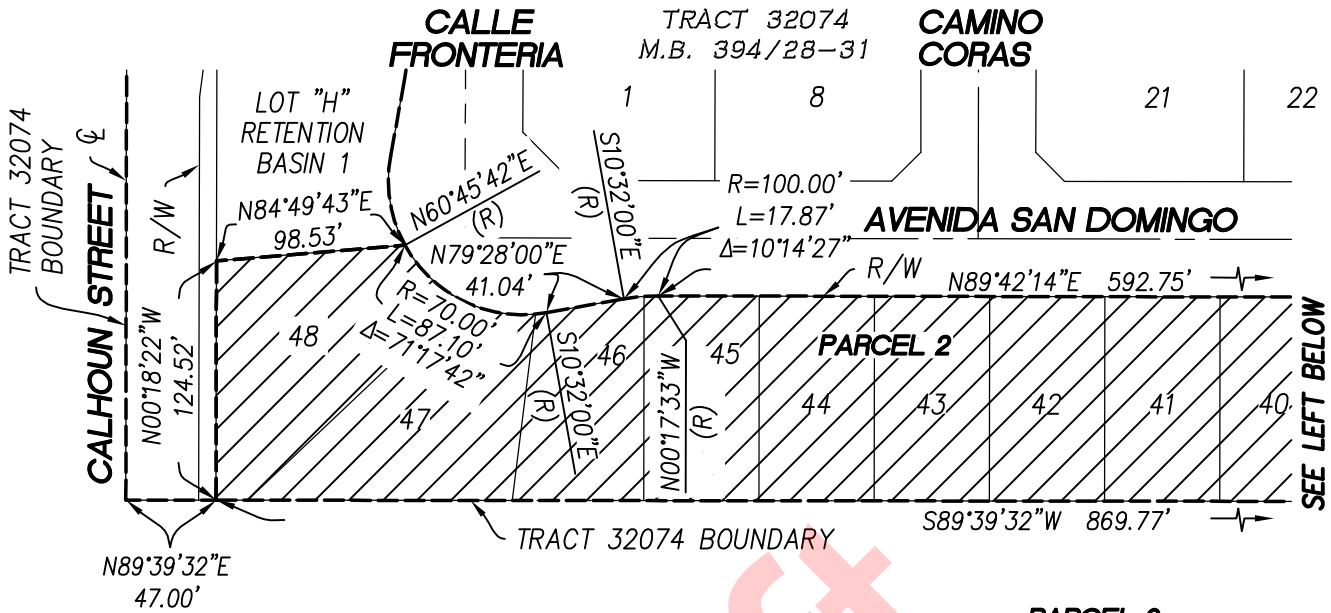 CALLE
FRONTERIA
TRACT 32074
M.B. 394/28-31
CAMINO
CORAS
TRACT 32074
BOUNDARY
℄
CALHOUN STREET
R/W
LOT "H"
RETENTION
BASIN 1
1
8
21
22
N84°49'43"E
98.53'
N60°45'42"E
(R)
S10°32'00"E
(R)
R=100.00'
L=17.87'
Δ=10°14'27"
AVENIDA SAN DOMINGO
N79°28'00"E
41.04'
R/W
N89°42'14"E 592.75'
N00°18'22"W
124.52'
R=70.00'
L=87.10'
Δ=71°17'42"
48
47
46
45
44
43
42
41
40
PARCEL 2
S10°32'00"E
(R)
N00°17'33"W
(R)
SEE LEFT BELOW
S89°39'32"W 869.77'
TRACT 32074 BOUNDARY
N89°39'32"E
47.00'